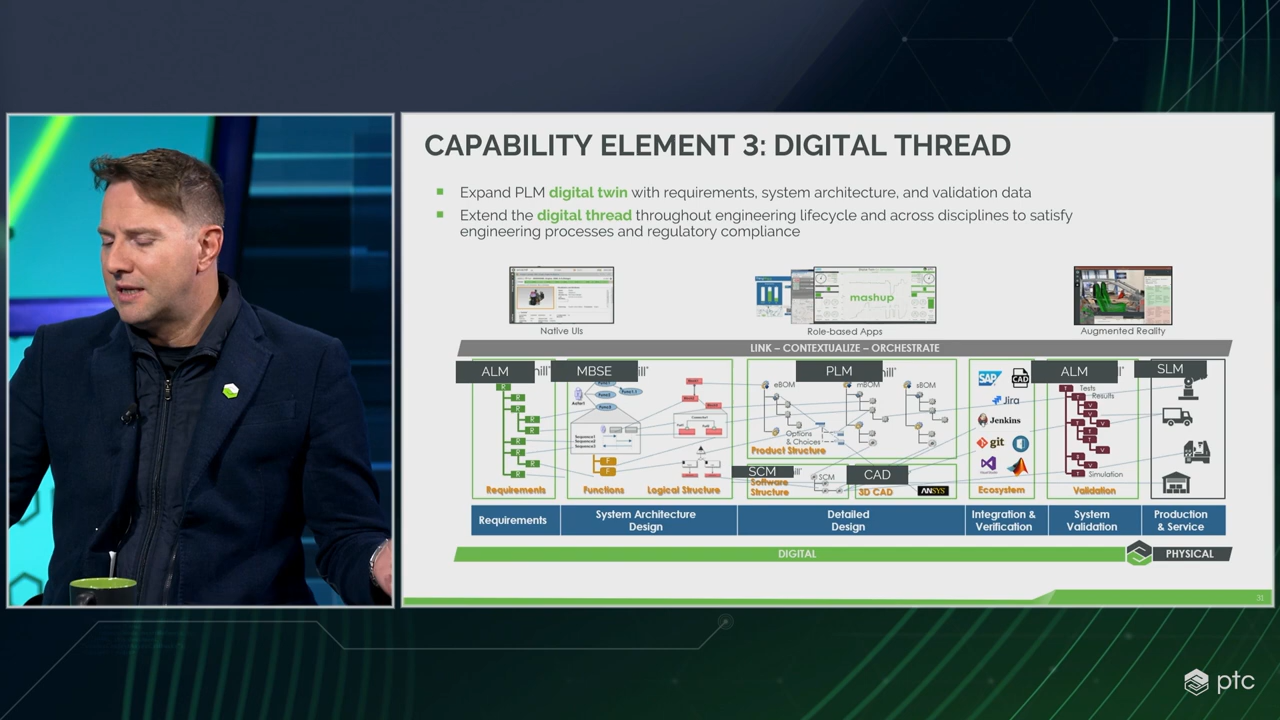 CAPABILITY ELEMENT 3: DIGITAL THREAD
Expand PLM digital twin with requirements, system architecture, and validation data
Extend the digital thread throughout engineering lifecycle and across disciplines to satisfy
engineering processes and regulatory compliance
mashup
Native UIs
Role-based Apps
Augmented Reality
LINK – CONTEXTUALIZE – ORCHESTRATE
ALM
MBSE
PLM
ALM
SLM
eBOM
mBOM
sBOM
SAP
CAD
Tests
Results
Jira
Jenkins
Options
& Choices
git
Product Structure
SCM
SCM
CAD
Simulation
Requirements
Functions
Logical Structure
Software
Structure
3D CAD
ANSYS
Ecosystem
Validation
Requirements
System Architecture
Design
Detailed
Design
Integration &
Verification
System
Validation
Production
& Service
DIGITAL
PHYSICAL
31
ptc